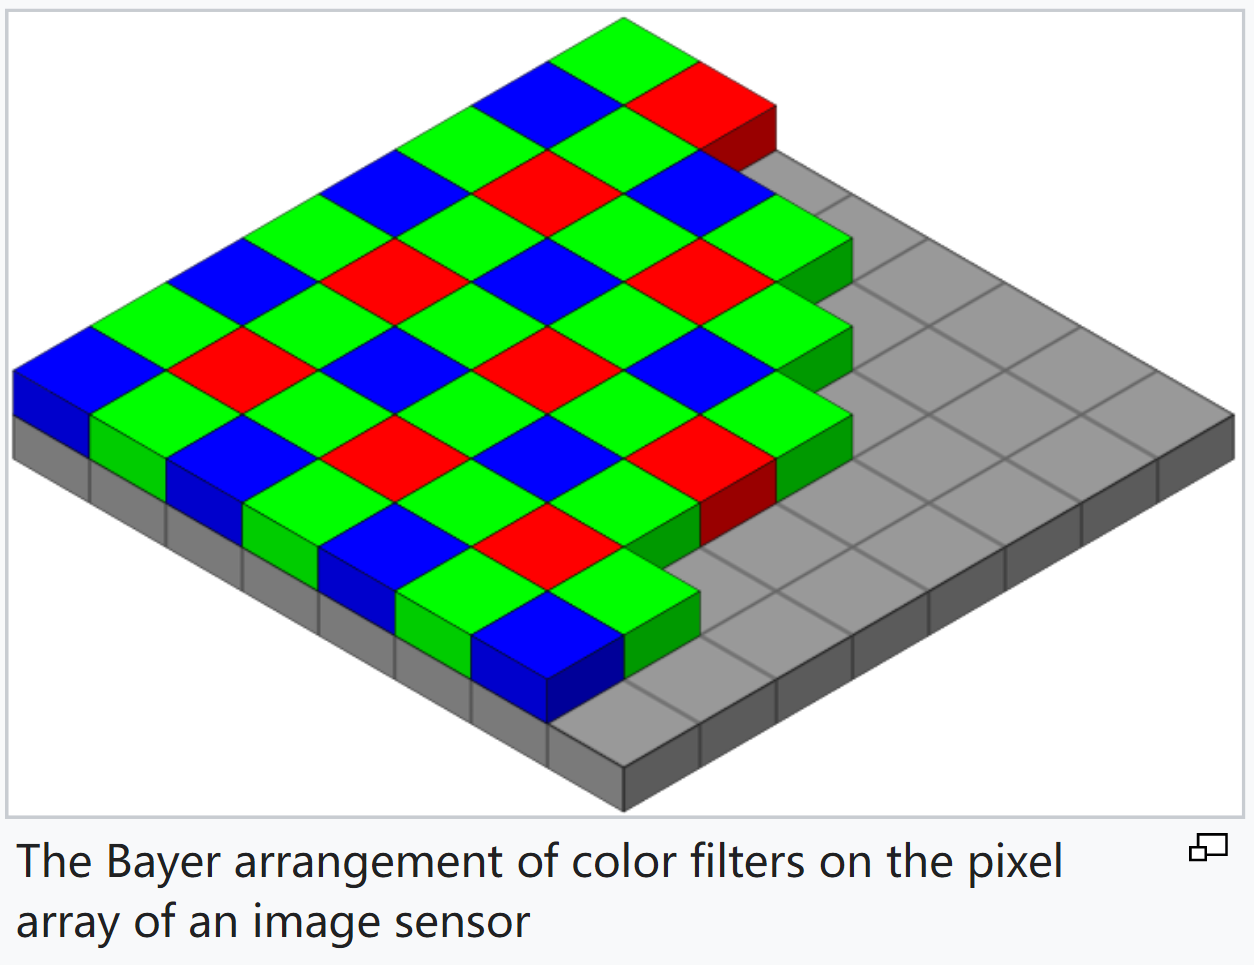 The Bayer arrangement of color filters on the pixel
array of an image sensor